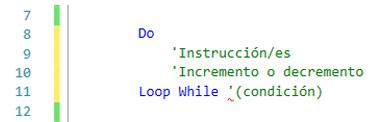 7
8 Do
9 'Instrucción/es
10 'Incremento o decremento
11 Loop While '(condición)
12